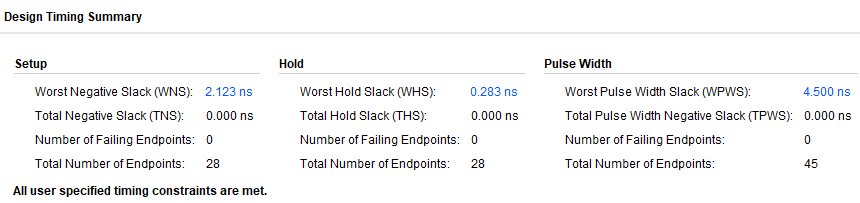 Design Timing Summary
Setup
Hold
Pulse Width
Worst Negative Slack (WNS): 2.123 ns
Worst Hold Slack (WHS): 0.283 ns
Worst Pulse Width Slack (WPWS): 4.500 ns
Total Negative Slack (TNS): 0.000 ns
Total Hold Slack (THS): 0.000 ns
Total Pulse Width Negative Slack (TPWS): 0.000 ns
Number of Failing Endpoints: 0
Number of Failing Endpoints: 0
Number of Failing Endpoints: 0
Total Number of Endpoints: 28
Total Number of Endpoints: 28
Total Number of Endpoints: 45
All user specified timing constraints are met.